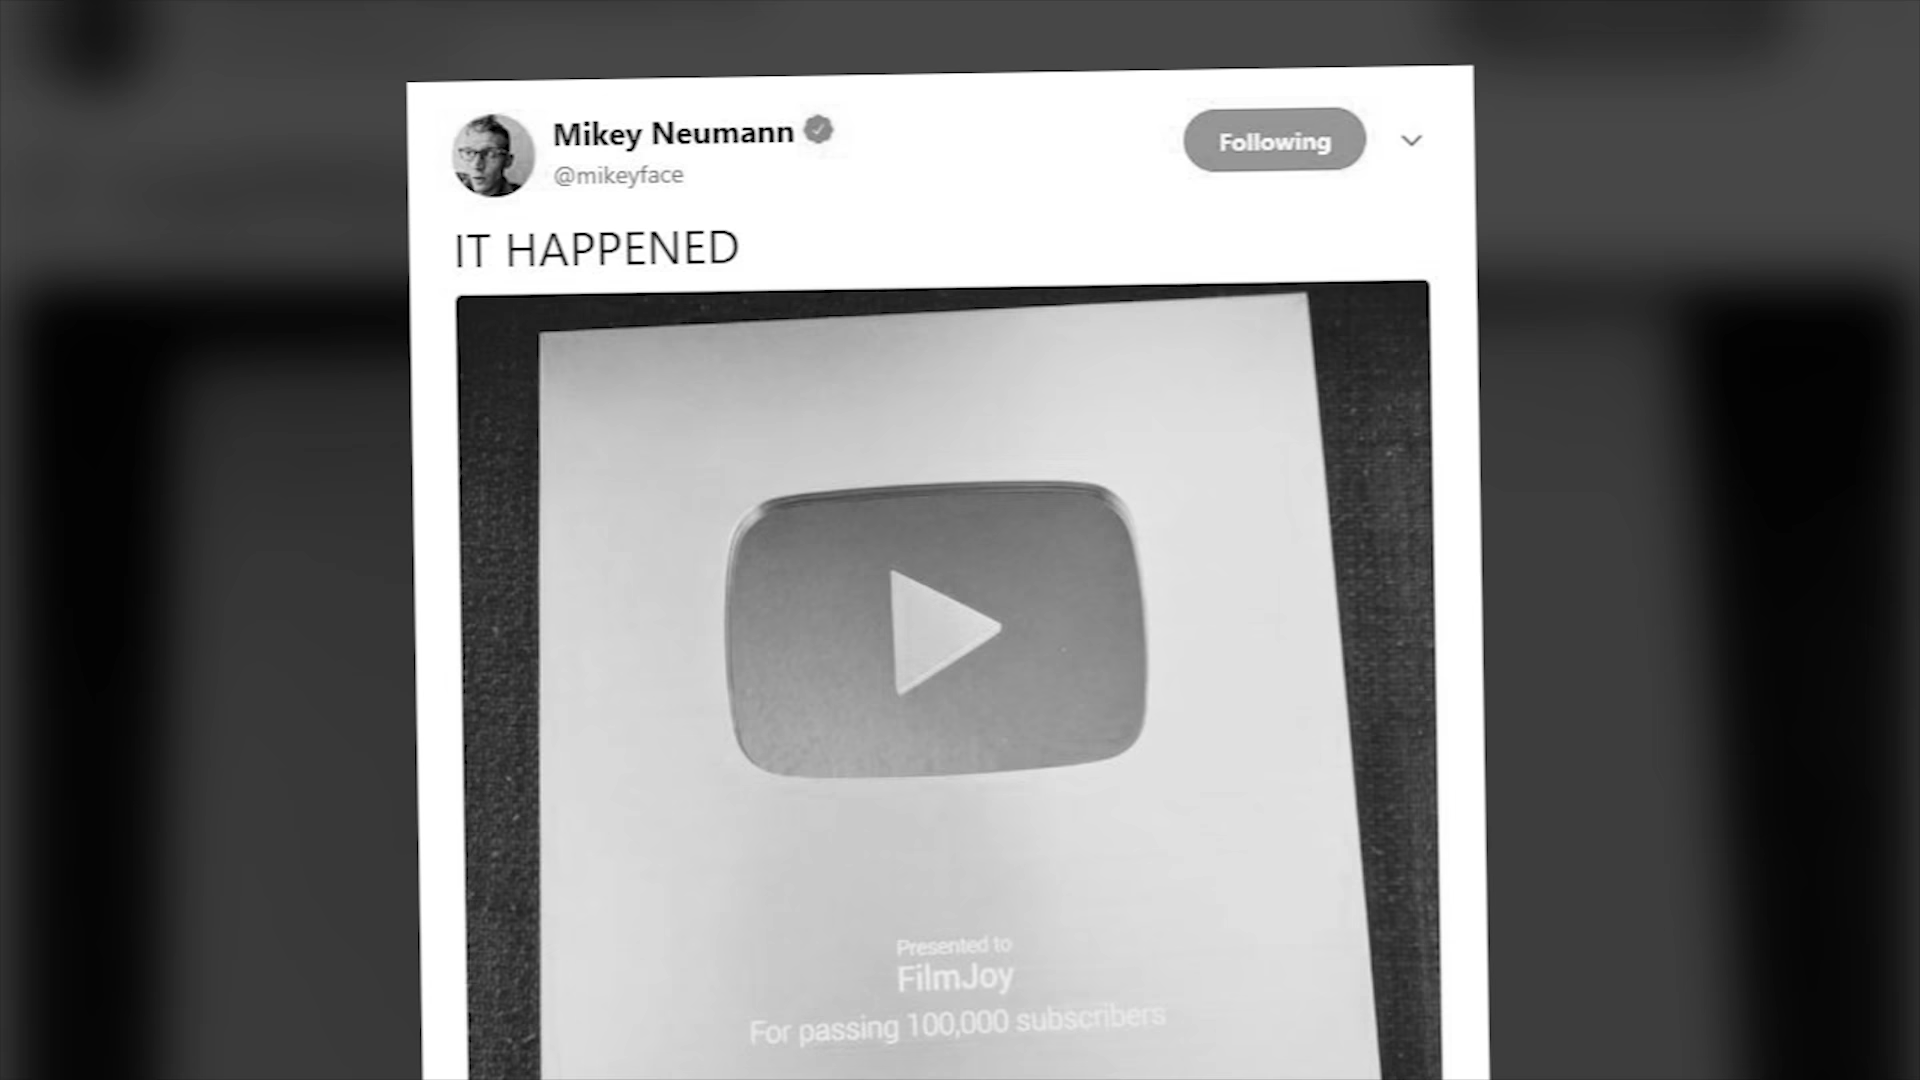 Mikey Neumann
@mikeyface
Following
IT HAPPENED
Presented to
FilmJoy
For passing 100,000 subscribers